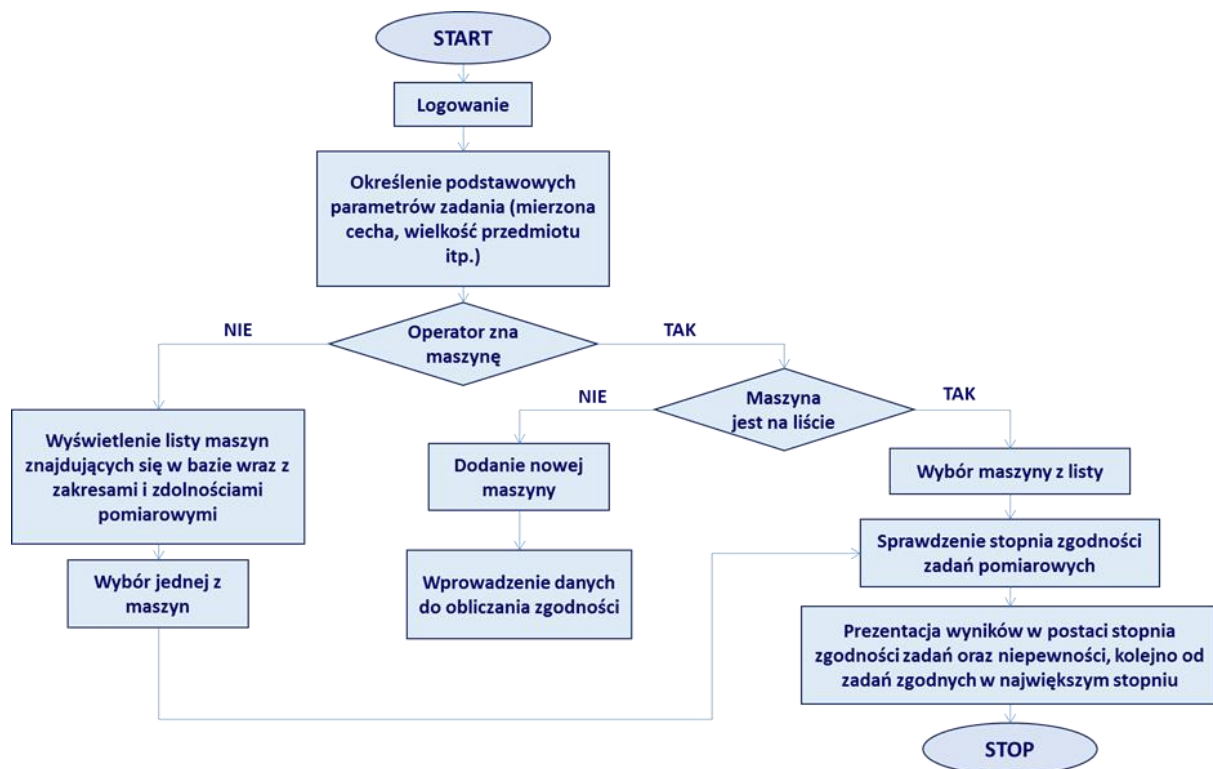 START
Logowanie
Określenie podstawowych
parametrów zadania (mierzona
cecha, wielkość przedmiotu
itp.)
NIE
Operator zna
maszynę
TAK
NIE
Maszyna
jest na liście
TAK
Wyświetlenie listy maszyn
znajdujących się w bazie wraz z
zakresami i zdolnościami
pomiarowymi
Dodanie nowej
maszyny
Wybór maszyny z listy
Wybór jednej z
maszyn
Wprowadzenie danych
do obliczania zgodności
Sprawdzenie stopnia zgodności
zadań pomiarowych
Prezentacja wyników w postaci stopnia
zgodności zadań oraz niepewności, kolejno od
zadań zgodnych w największym stopniu
STOP